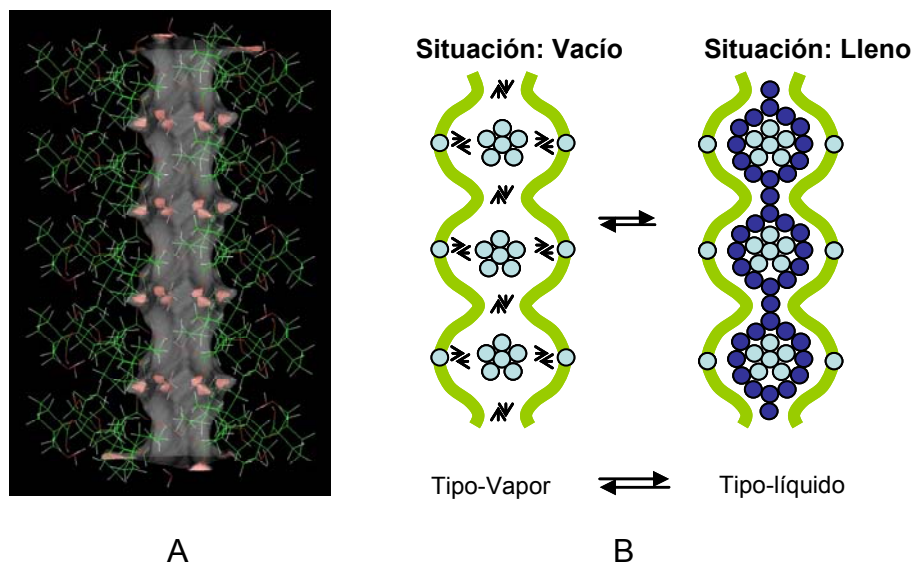 Situación: Vacío
Situación: Lleno
Tipo-Vapor
Tipo-líquido
A
B